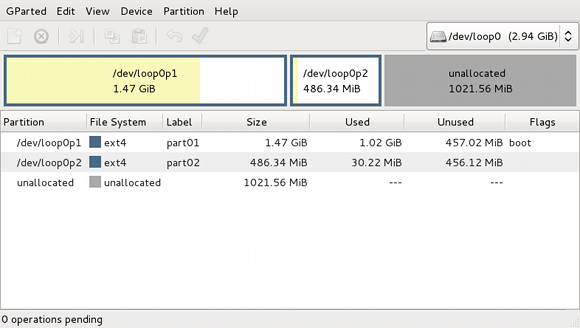 GParted Edit View Device Partition Help
/dev/loop0 (2.94 GiB)
/dev/loop0p1 /dev/loop0p2 unallocated
1.47 GiB 486.34 MiB 1021.56 MiB
Partition File System Label Size Used Unused Flags
/dev/loop0p1 ext4 part01 1.47 GiB 1.02 GiB 457.02 MiB boot
/dev/loop0p2 ext4 part02 486.34 MiB 30.22 MiB 456.12 MiB
unallocated unallocated 1021.56 MiB --- ---
0 operations pending